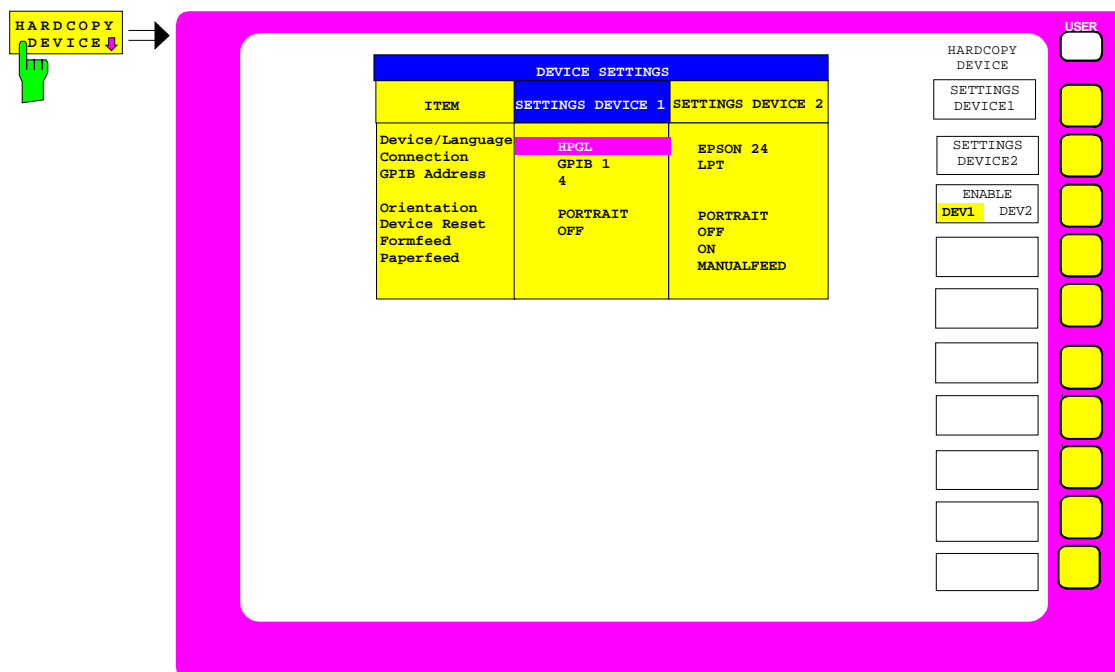 HARDCOPY
DEVICE
USER
HARDCOPY
DEVICE
DEVICE SETTINGS
ITEM SETTINGS DEVICE 1 SETTINGS DEVICE 2
Device/Language HPGL EPSON 24
Connection GPIB 1 LPT
GPIB Address 4
Orientation PORTRAIT PORTRAIT
Device Reset OFF OFF
Formfeed ON
Paperfeed MANUALFEED
SETTINGS
DEVICE1
SETTINGS
DEVICE2
ENABLE
DEV1 DEV2